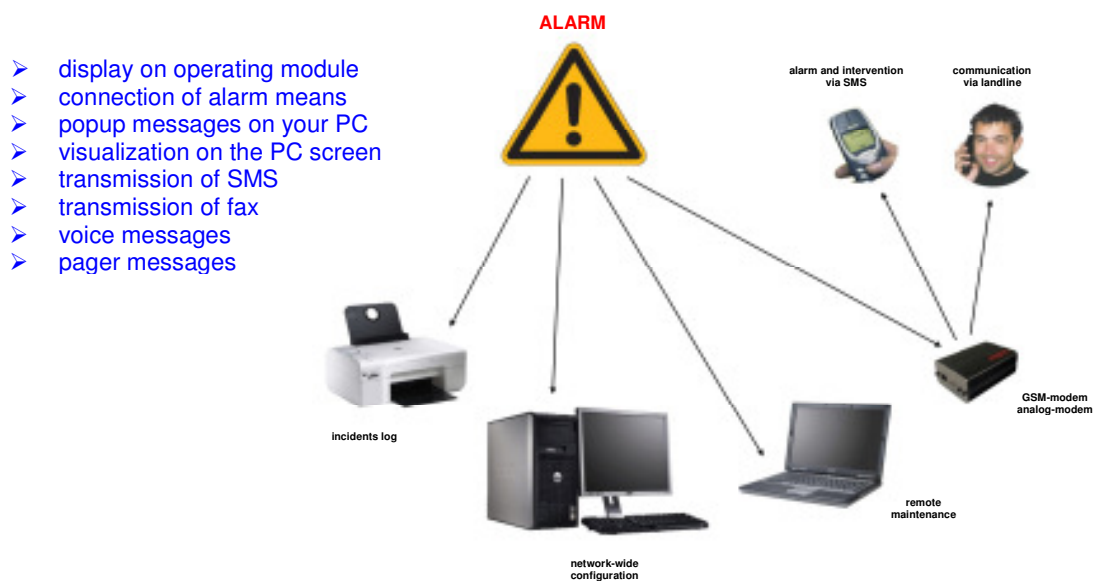 ALARM
➢ display on operating module
➢ connection of alarm means
➢ popup messages on your PC
➢ visualization on the PC screen
➢ transmission of SMS
➢ transmission of fax
➢ voice messages
➢ pager messages
alarm and intervention
via SMS
communication
via landline
GSM-modem
analog-modem
incidents log
remote
maintenance
network-wide
configuration